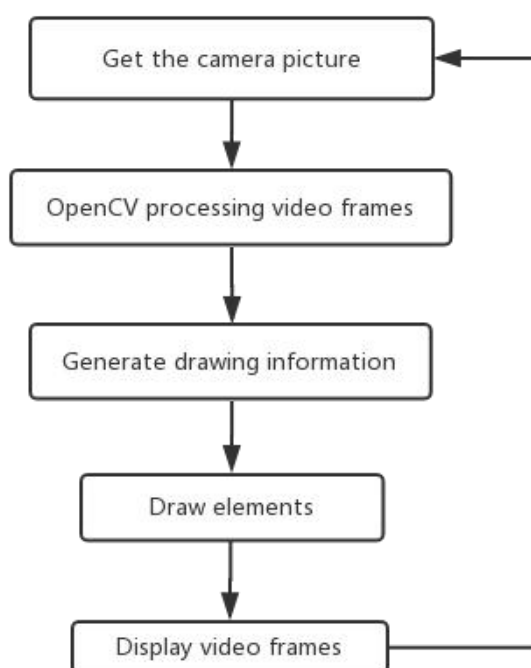 Get the camera picture
OpenCV processing video frames
Generate drawing information
Draw elements
Display video frames